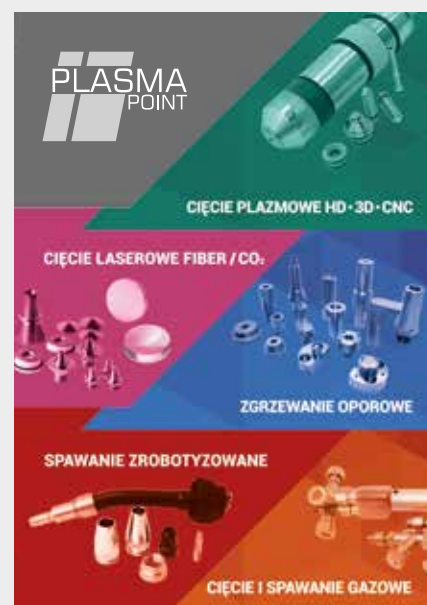 PLASMA
POINT
CIĘCIE PLAZMOWE HD • 3D • CNC
CIĘCIE LASEROWE FIBER / CO₂
ZGRZEWANIE OPOROWE
SPAWANIE ZROBOTYZOWANE
CIĘCIE I SPAWANIE GAZOWE